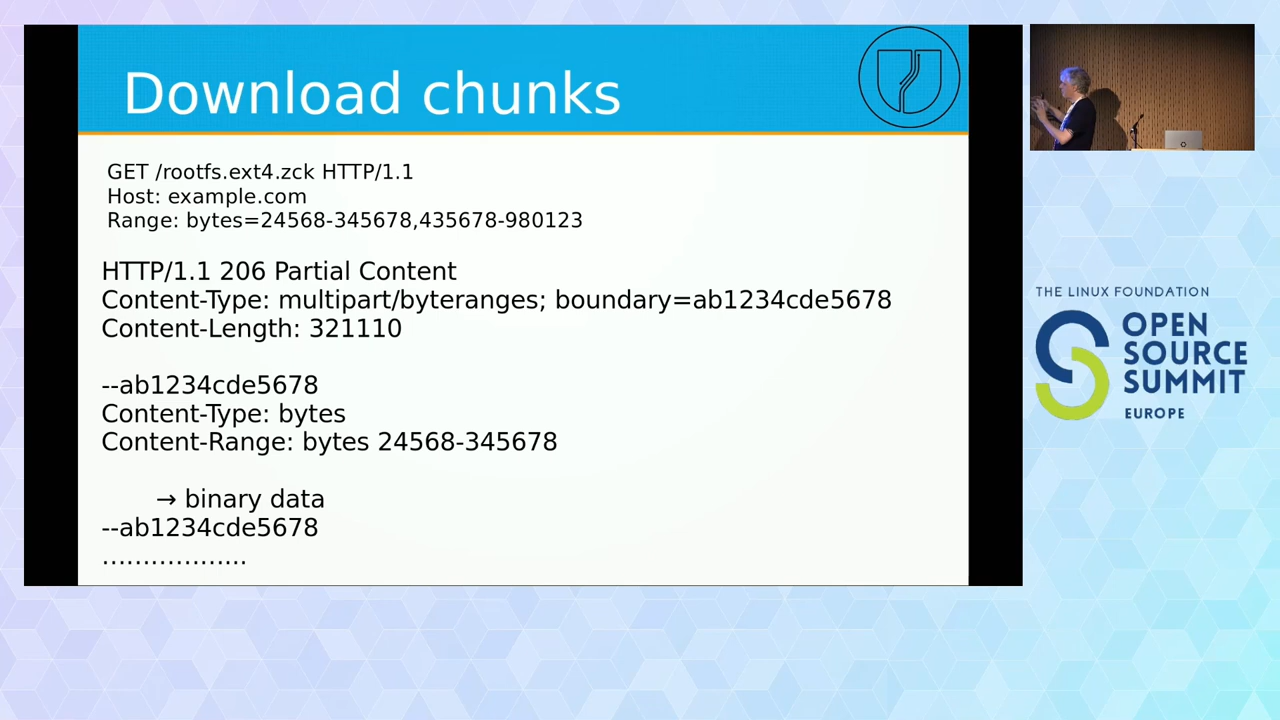 Download chunks
GET /rootfs.ext4.zck HTTP/1.1
Host: example.com
Range: bytes=24568-345678,435678-980123
HTTP/1.1 206 Partial Content
Content-Type: multipart/byteranges; boundary=ab1234cde5678
Content-Length: 321110
--ab1234cde5678
Content-Type: bytes
Content-Range: bytes 24568-345678
→ binary data
--ab1234cde5678
………………
THE LINUX FOUNDATION
OPEN
SOURCE
SUMMIT
EUROPE